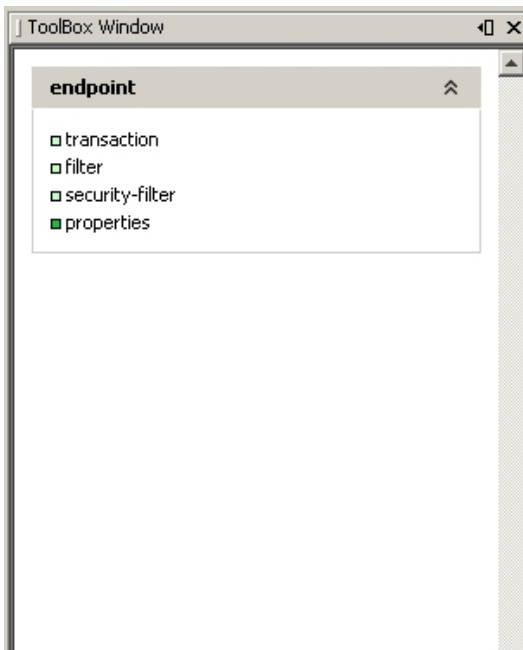 ToolBox Window
endpoint
transaction
filter
security-filter
properties